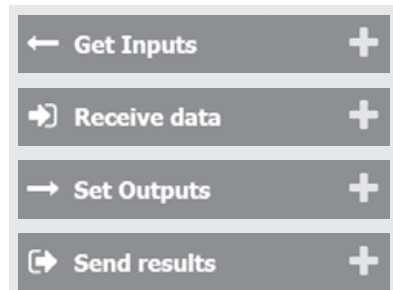 Get Inputs
Receive data
Set Outputs
Send results